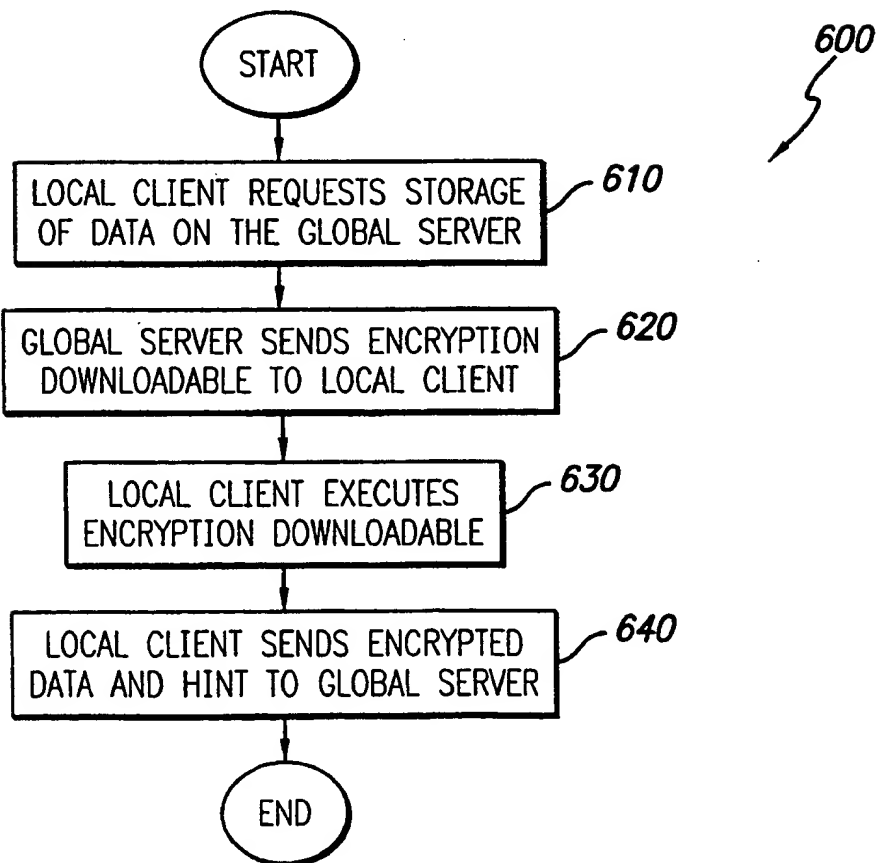 START
600
LOCAL CLIENT REQUESTS STORAGE
OF DATA ON THE GLOBAL SERVER
610
GLOBAL SERVER SENDS ENCRYPTION
DOWNLOADABLE TO LOCAL CLIENT
620
LOCAL CLIENT EXECUTES
ENCRYPTION DOWNLOADABLE
630
LOCAL CLIENT SENDS ENCRYPTED
DATA AND HINT TO GLOBAL SERVER
640
END